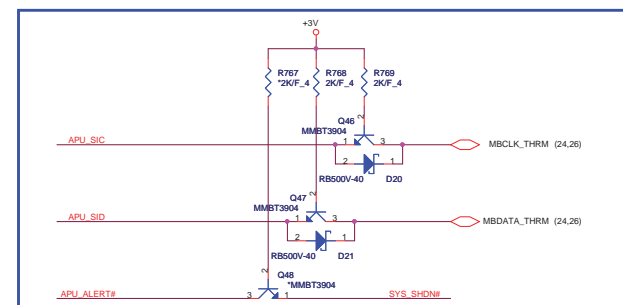 +3V
R767
*2K/F_4
R768
2K/F_4
R769
2K/F_4
2
Q46
MMBT3904
APU_SIC
1
3
MBCLK_THRM (24,26)
2
1
RB500V-40
D20
2
Q47
MMBT3904
APU_SID
1
3
MBDATA_THRM (24,26)
2
1
RB500V-40
D21
2
Q48
*MMBT3904
APU_ALERT#
3
1
SYS_SHDN#